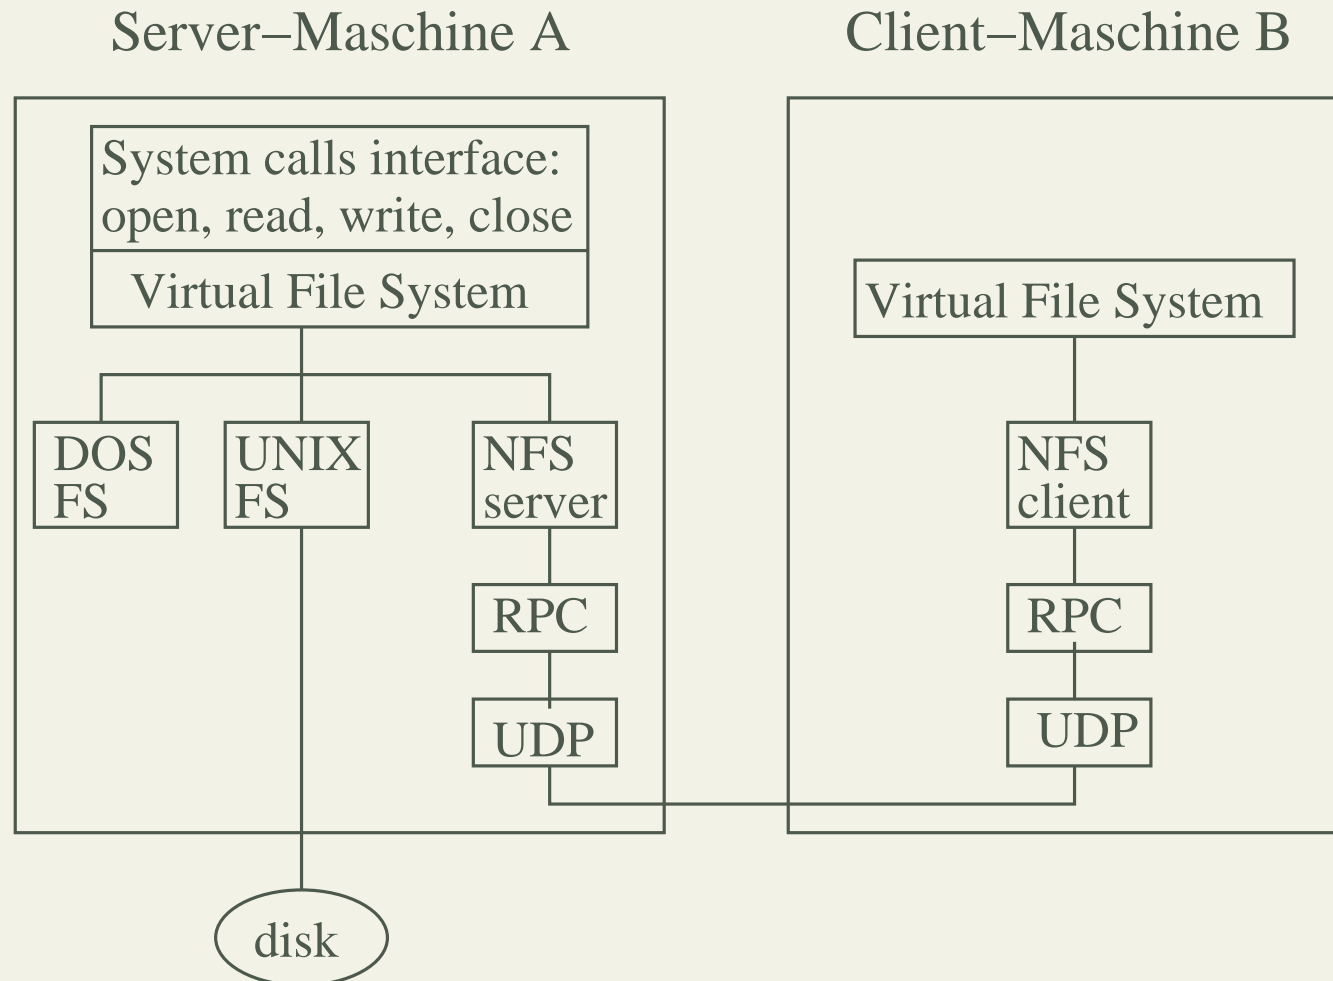 Server–Maschine A
Client–Maschine B
System calls interface:
open, read, write, close
Virtual File System
Virtual File System
DOS
FS
UNIX
FS
NFS
server
NFS
client
RPC
RPC
UDP
UDP
disk